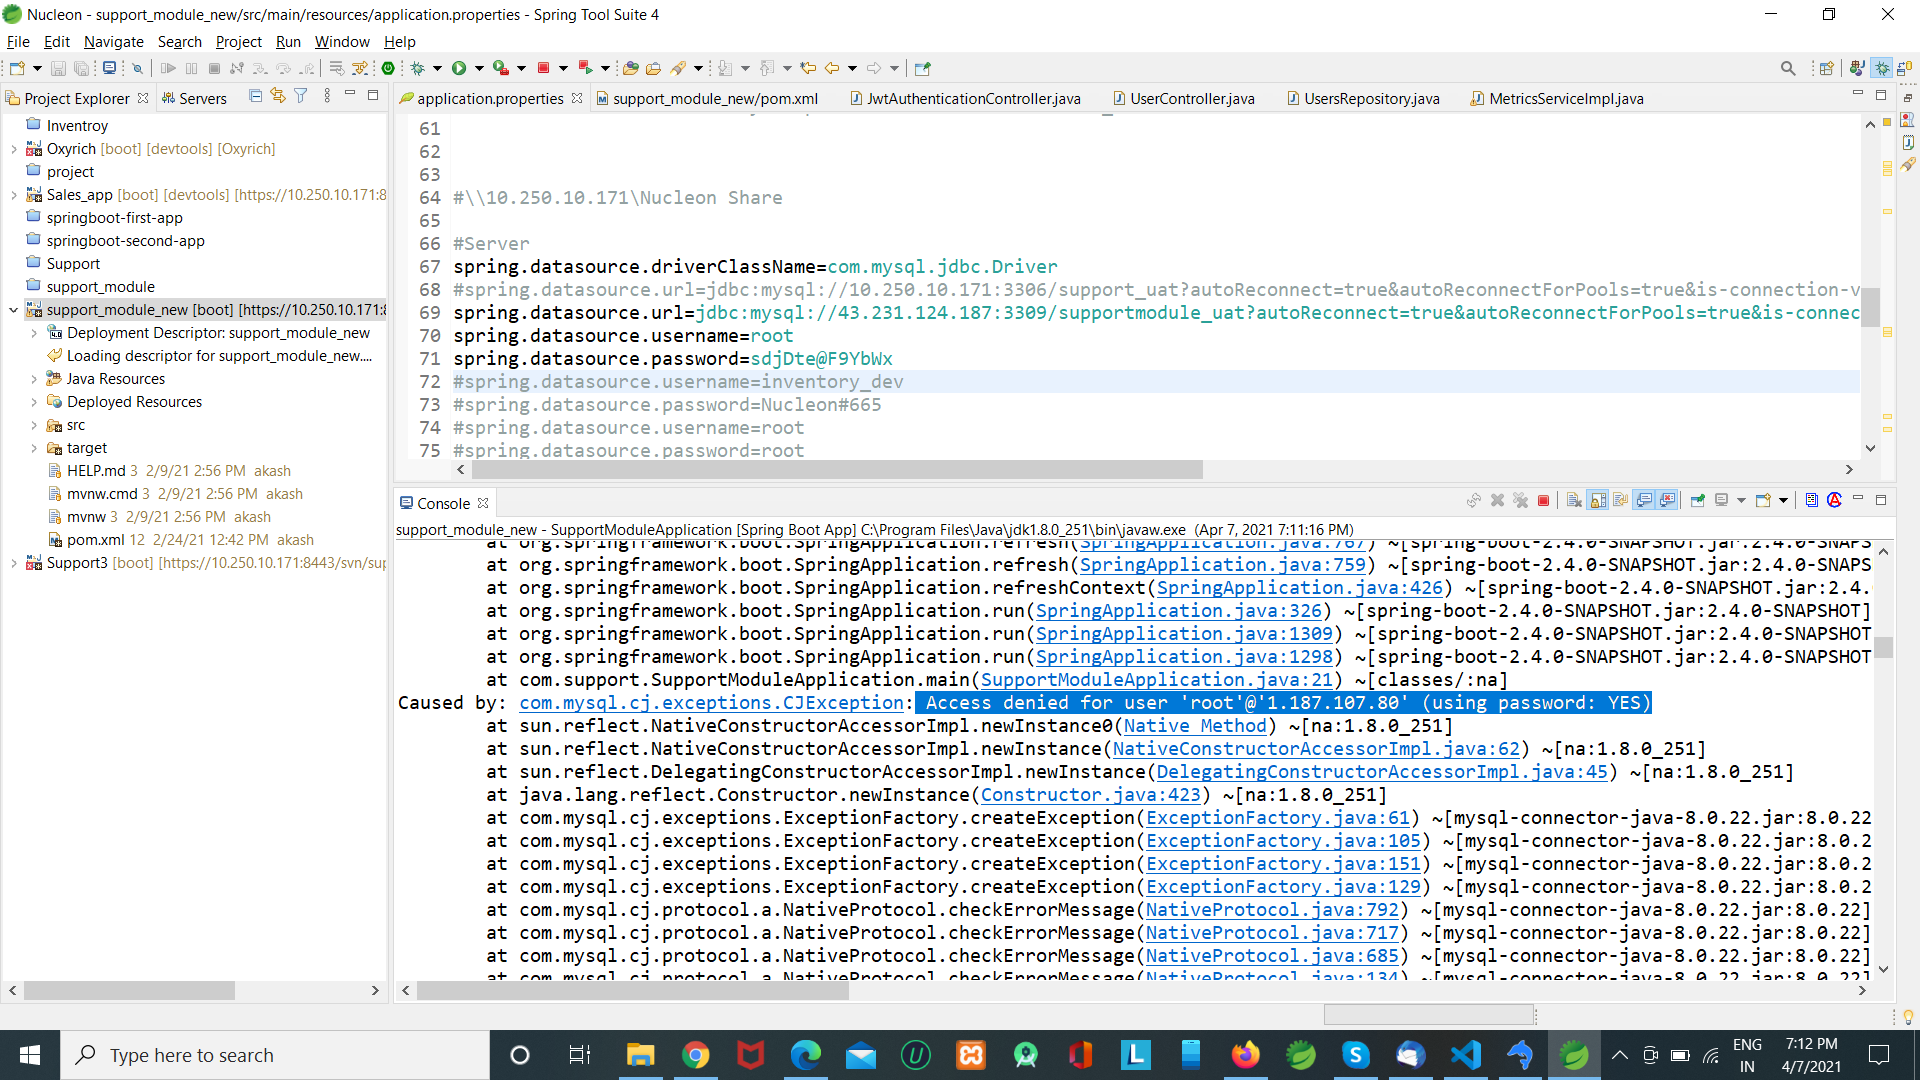 Nucleon - support_module_new/src/main/resources/application.properties - Spring Tool Suite 4
File Edit Navigate Search Project Run Window Help
Project Explorer
Servers
application.properties
support_module_new/pom.xml
JwtAuthenticationController.java
UserController.java
UsersRepository.java
MetricsServiceImpl.java
Inventroy
Oxyrich [boot] [devtools] [Oxyrich]
project
Sales_app [boot] [devtools] [https://10.250.10.171:8
springboot-first-app
springboot-second-app
Support
support_module
support_module_new [boot] [https://10.250.10.171:8
Deployment Descriptor: support_module_new
Loading descriptor for support_module_new....
Java Resources
Deployed Resources
src
target
HELP.md 3 2/9/21 2:56 PM akash
mvnw.cmd 3 2/9/21 2:56 PM akash
mvnw 3 2/9/21 2:56 PM akash
pom.xml 12 2/24/21 12:42 PM akash
Support3 [boot] [https://10.250.10.171:8443/svn/sup
61
62
63
64 #\\10.250.10.171\Nucleon Share
65
66 #Server
67 spring.datasource.driverClassName=com.mysql.jdbc.Driver
68 #spring.datasource.url=jdbc:mysql://10.250.10.171:3306/support_uat?autoReconnect=true&autoReconnectForPools=true&is-connection-v
69 spring.datasource.url=jdbc:mysql://43.231.124.187:3309/supportmodule_uat?autoReconnect=true&autoReconnectForPools=true&is-connec
70 spring.datasource.username=root
71 spring.datasource.password=sdjDte@F9YbWx
72 #spring.datasource.username=inventory_dev
73 #spring.datasource.password=Nucleon#665
74 #spring.datasource.username=root
75 #spring.datasource.password=root
Console
support_module_new - SupportModuleApplication [Spring Boot App] C:\Program Files\Java\jdk1.8.0_251\bin\javaw.exe (Apr 7, 2021 7:11:16 PM)
at org.springframework.boot.SpringApplication.refresh(SpringApplication.java:767) ~[spring-boot-2.4.0-SNAPSHOT.jar:2.4.0-SNAPS
at org.springframework.boot.SpringApplication.refresh(SpringApplication.java:759) ~[spring-boot-2.4.0-SNAPSHOT.jar:2.4.0-SNAPS
at org.springframework.boot.SpringApplication.refreshContext(SpringApplication.java:426) ~[spring-boot-2.4.0-SNAPSHOT.jar:2.4.
at org.springframework.boot.SpringApplication.run(SpringApplication.java:326) ~[spring-boot-2.4.0-SNAPSHOT.jar:2.4.0-SNAPSHOT]
at org.springframework.boot.SpringApplication.run(SpringApplication.java:1309) ~[spring-boot-2.4.0-SNAPSHOT.jar:2.4.0-SNAPSHOT
at org.springframework.boot.SpringApplication.run(SpringApplication.java:1298) ~[spring-boot-2.4.0-SNAPSHOT.jar:2.4.0-SNAPSHOT
at com.support.SupportModuleApplication.main(SupportModuleApplication.java:21) ~[classes/:na]
Caused by: com.mysql.cj.exceptions.CJException: Access denied for user 'root'@'1.187.107.80' (using password: YES)
at sun.reflect.NativeConstructorAccessorImpl.newInstance0(Native Method) ~[na:1.8.0_251]
at sun.reflect.NativeConstructorAccessorImpl.newInstance(NativeConstructorAccessorImpl.java:62) ~[na:1.8.0_251]
at sun.reflect.DelegatingConstructorAccessorImpl.newInstance(DelegatingConstructorAccessorImpl.java:45) ~[na:1.8.0_251]
at java.lang.reflect.Constructor.newInstance(Constructor.java:423) ~[na:1.8.0_251]
at com.mysql.cj.exceptions.ExceptionFactory.createException(ExceptionFactory.java:61) ~[mysql-connector-java-8.0.22.jar:8.0.22
at com.mysql.cj.exceptions.ExceptionFactory.createException(ExceptionFactory.java:105) ~[mysql-connector-java-8.0.22.jar:8.0.2
at com.mysql.cj.exceptions.ExceptionFactory.createException(ExceptionFactory.java:151) ~[mysql-connector-java-8.0.22.jar:8.0.2
at com.mysql.cj.exceptions.ExceptionFactory.createException(ExceptionFactory.java:129) ~[mysql-connector-java-8.0.22.jar:8.0.2
at com.mysql.cj.protocol.a.NativeProtocol.checkErrorMessage(NativeProtocol.java:792) ~[mysql-connector-java-8.0.22.jar:8.0.22]
at com.mysql.cj.protocol.a.NativeProtocol.checkErrorMessage(NativeProtocol.java:717) ~[mysql-connector-java-8.0.22.jar:8.0.22]
at com.mysql.cj.protocol.a.NativeProtocol.checkErrorMessage(NativeProtocol.java:685) ~[mysql-connector-java-8.0.22.jar:8.0.22]
at com.mysql.cj.protocol.a.NativeProtocol.checkErrorMessage(NativeProtocol.java:134) ~[mysql-connector-java-8.0.22.jar:8.0.22]
Type here to search
ENG
IN
7:12 PM
4/7/2021